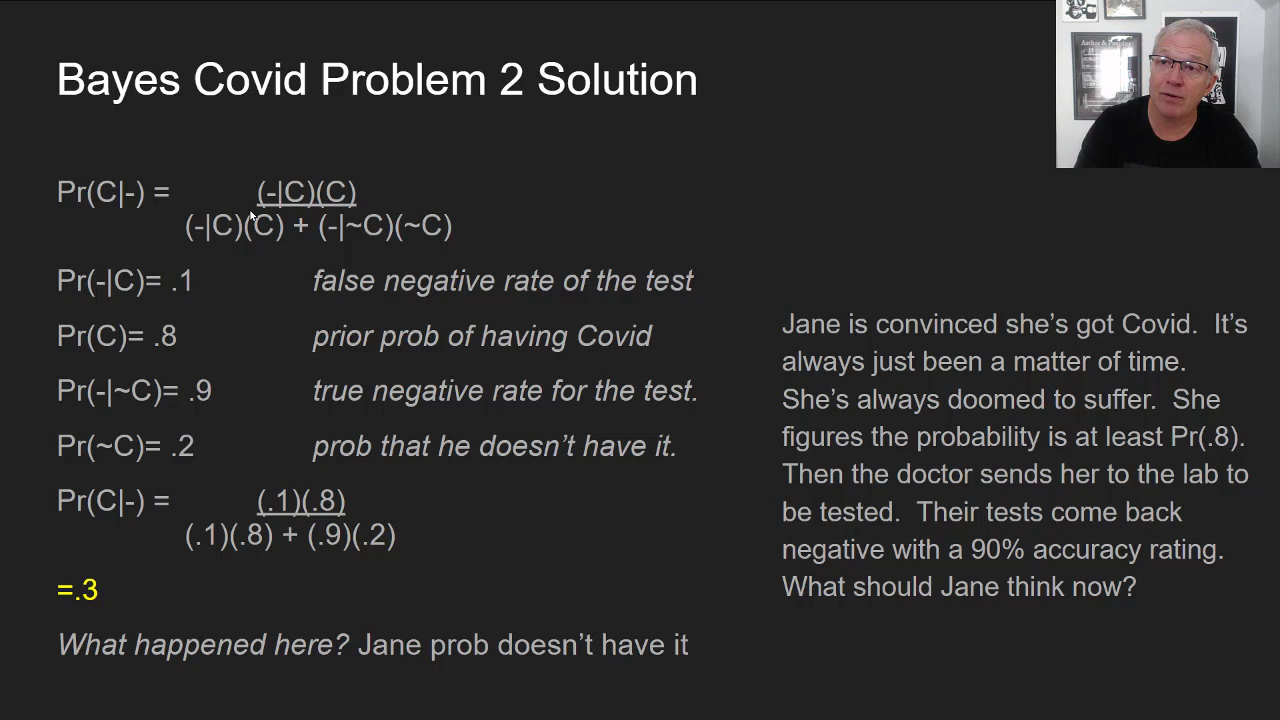 Bayes Covid Problem 2 Solution
Pr(C|-) = (-|C)(C)
(-|C)(C) + (-|~C)(~C)
Pr(-|C)= .1 false negative rate of the test
Pr(C)= .8 prior prob of having Covid
Pr(-|~C)= .9 true negative rate for the test.
Pr(~C)= .2 prob that he doesn’t have it.
Pr(C|-) = (.1)(.8)
(.1)(.8) + (.9)(.2)
=.3
What happened here? Jane prob doesn’t have it
Jane is convinced she’s got Covid. It’s
always just been a matter of time.
She’s always doomed to suffer. She
figures the probability is at least Pr(.8).
Then the doctor sends her to the lab to
be tested. Their tests come back
negative with a 90% accuracy rating.
What should Jane think now?